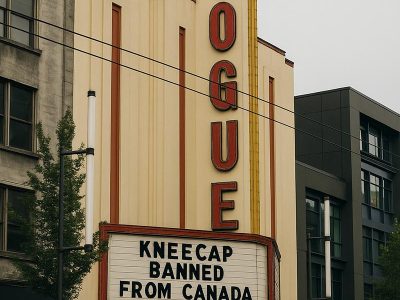 OGUE
KNEECAP
BANNED
FROM CANADA